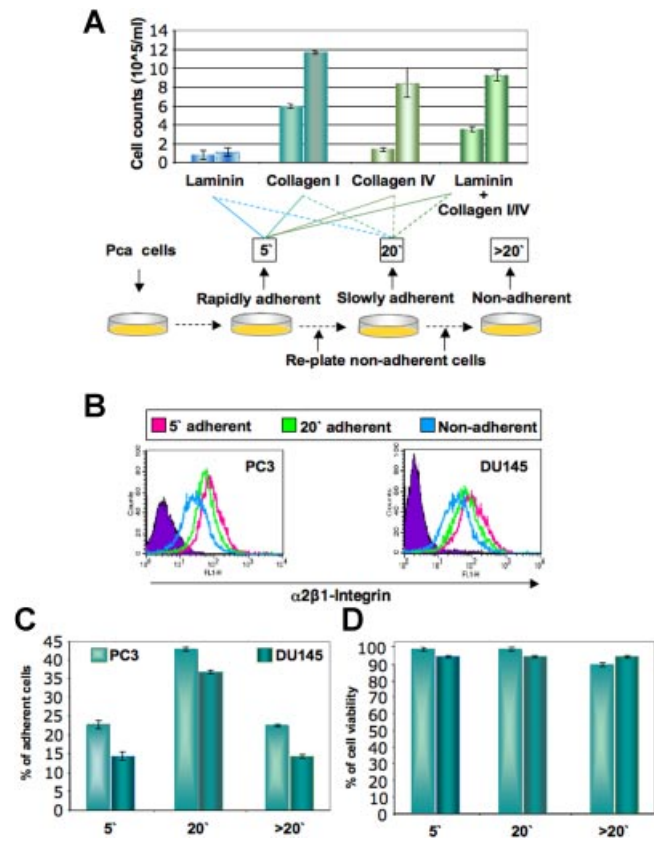 A
Cell counts (10^5/ml)
14
12
10
8
6
4
2
0
Laminin Collagen I Collagen IV Laminin
+
Collagen I/IV
Pca cells 5` 20` >20`
Rapidly adherent Slowly adherent Non-adherent
Re-plate non-adherent cells
B
5` adherent 20` adherent Non-adherent
PC3 DU145
Counts Counts
FL1-H FL1-H
α2β1-Integrin
C
% of adherent cells
45
40
35
30
25
20
15
10
5
0
PC3 DU145
5` 20` >20`
D
% of cell viability
100
90
80
70
60
50
40
30
20
10
0
5` 20` >20`